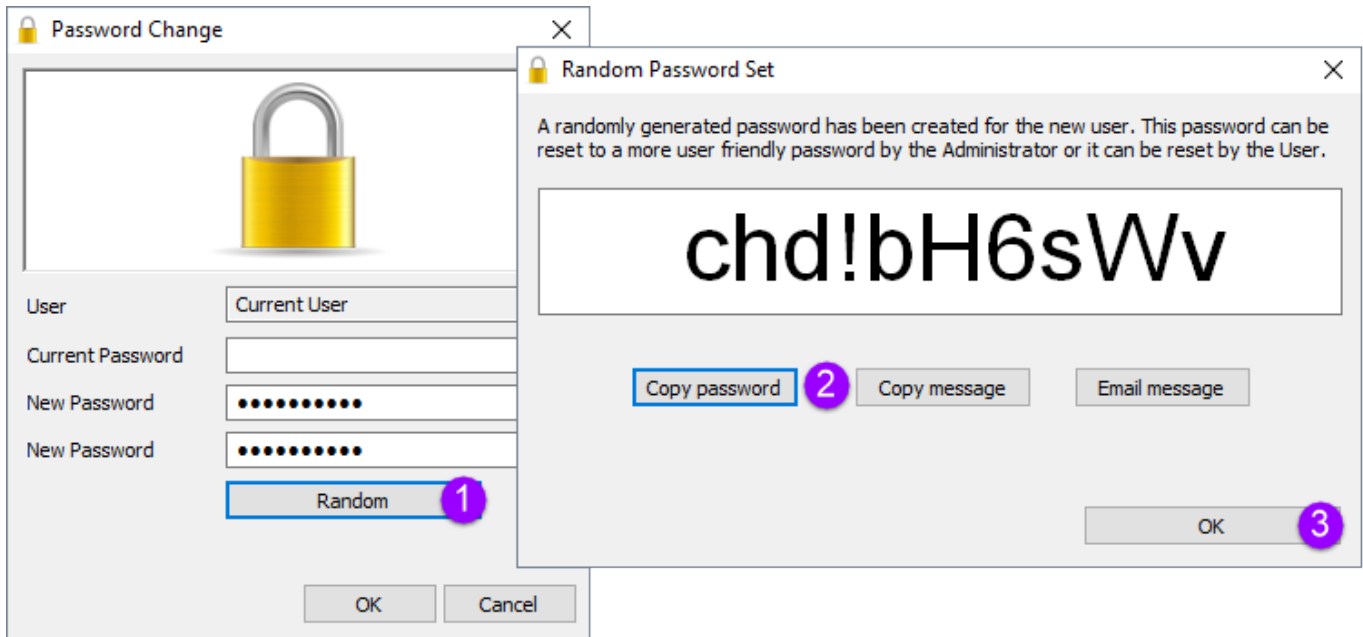 Password Change
User
Current User
Current Password
New Password
••••••••••
New Password
••••••••••
Random
1
OK
Cancel
Random Password Set
A randomly generated password has been created for the new user. This password can be
reset to a more user friendly password by the Administrator or it can be reset by the User.
chd!bH6sWv
Copy password
2
Copy message
Email message
OK
3